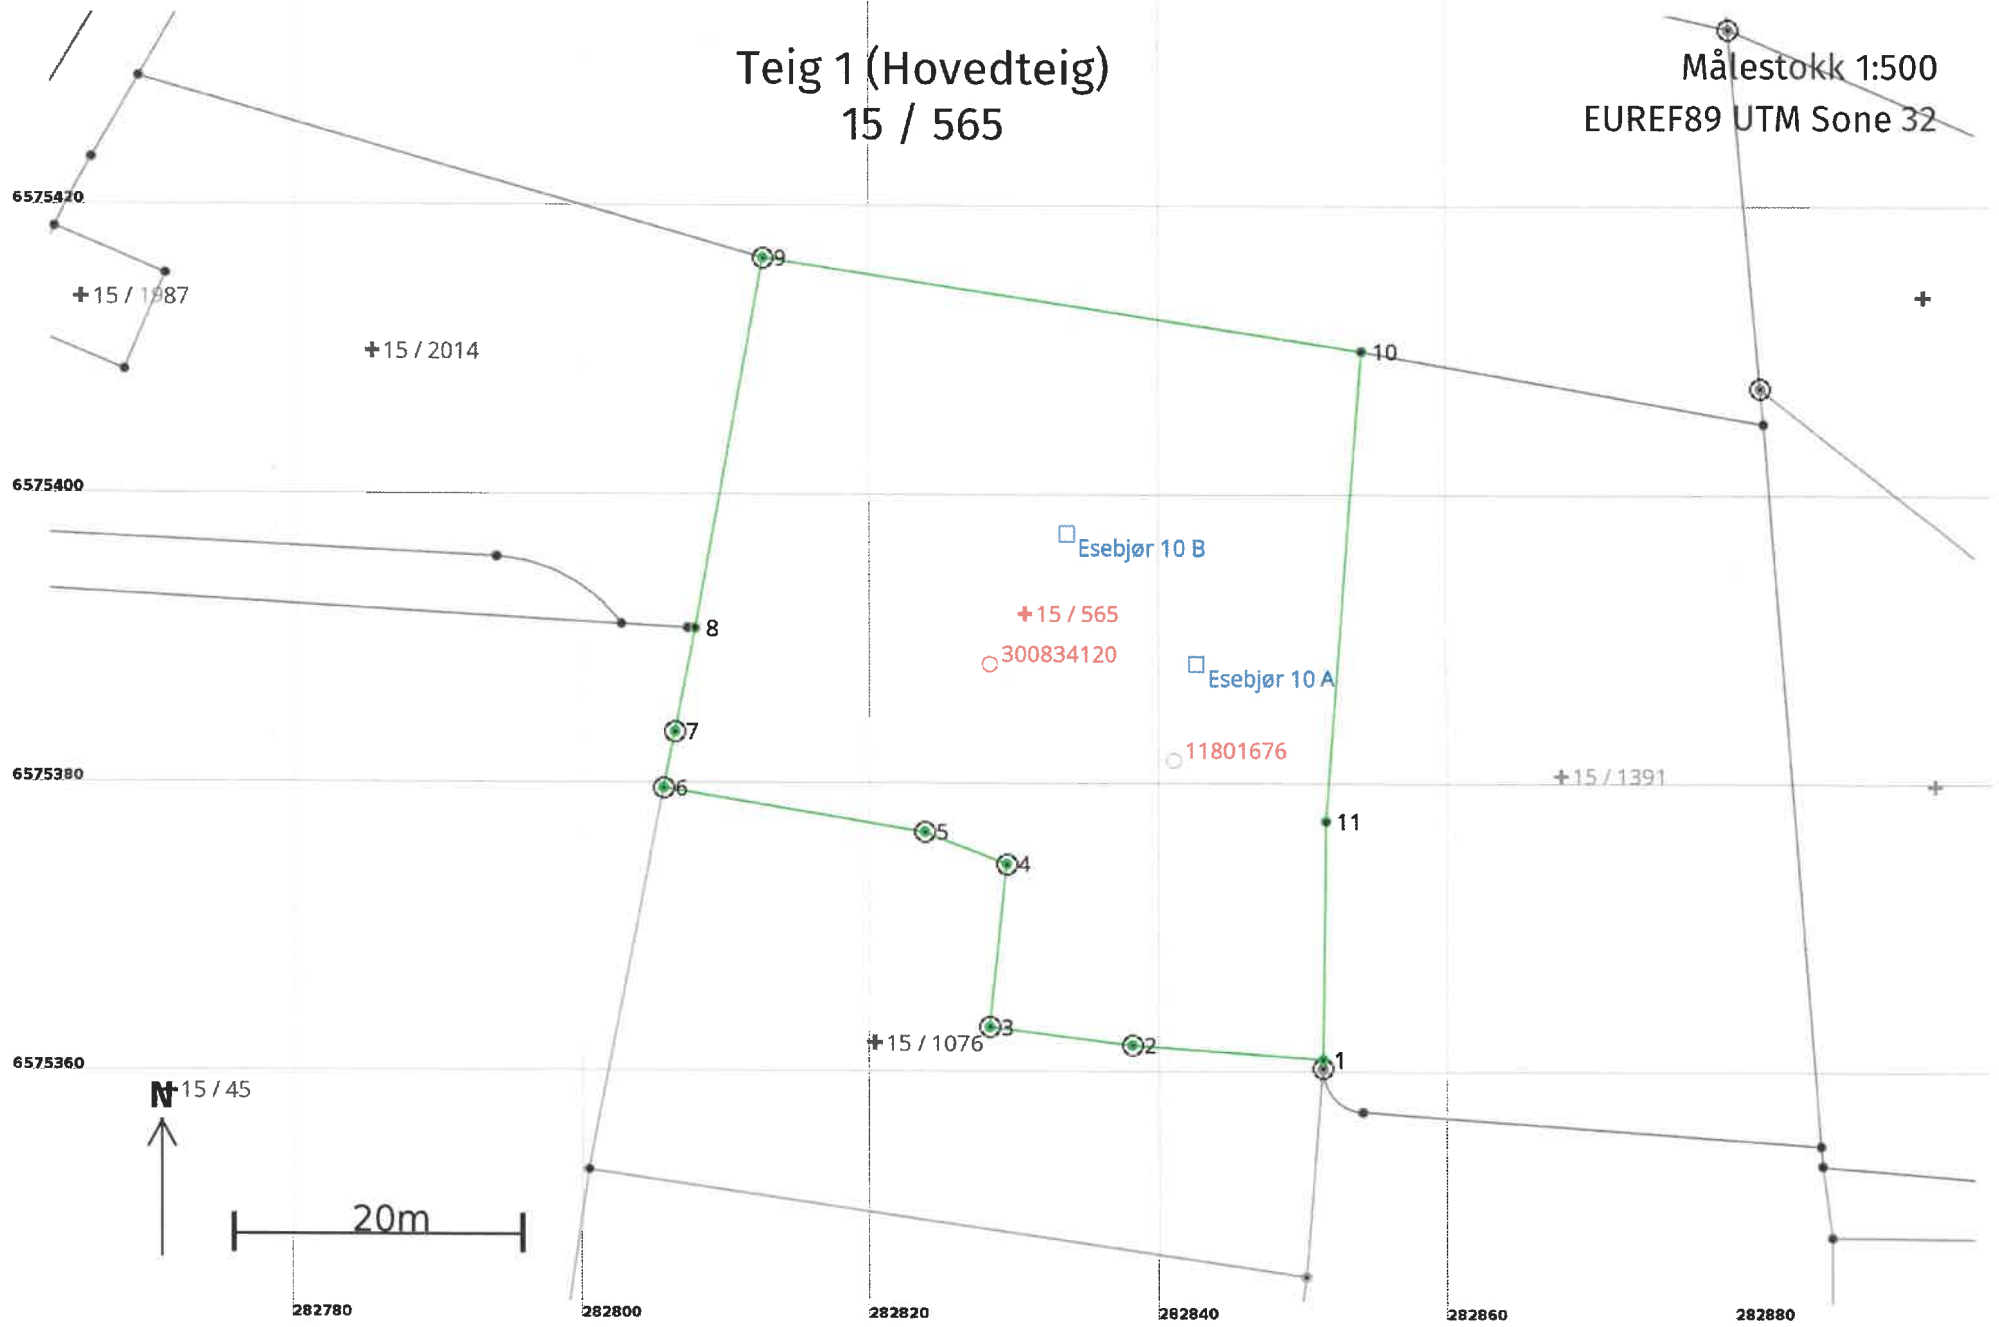 Teig 1 (Hovedteig)
15 / 565
Målestokk 1:500
EUREF89 UTM Sone 32
6575420
9
15 / 1987
15 / 2014
10
6575400
Esebjør 10 B
15 / 565
8
300834120
Esebjør 10 A
7
11801676
6575380
6
15 / 1391
5
11
4
3
2
15 / 1076
1
6575360
N
15 / 45
20m
282780
282800
282820
282840
282860
282880